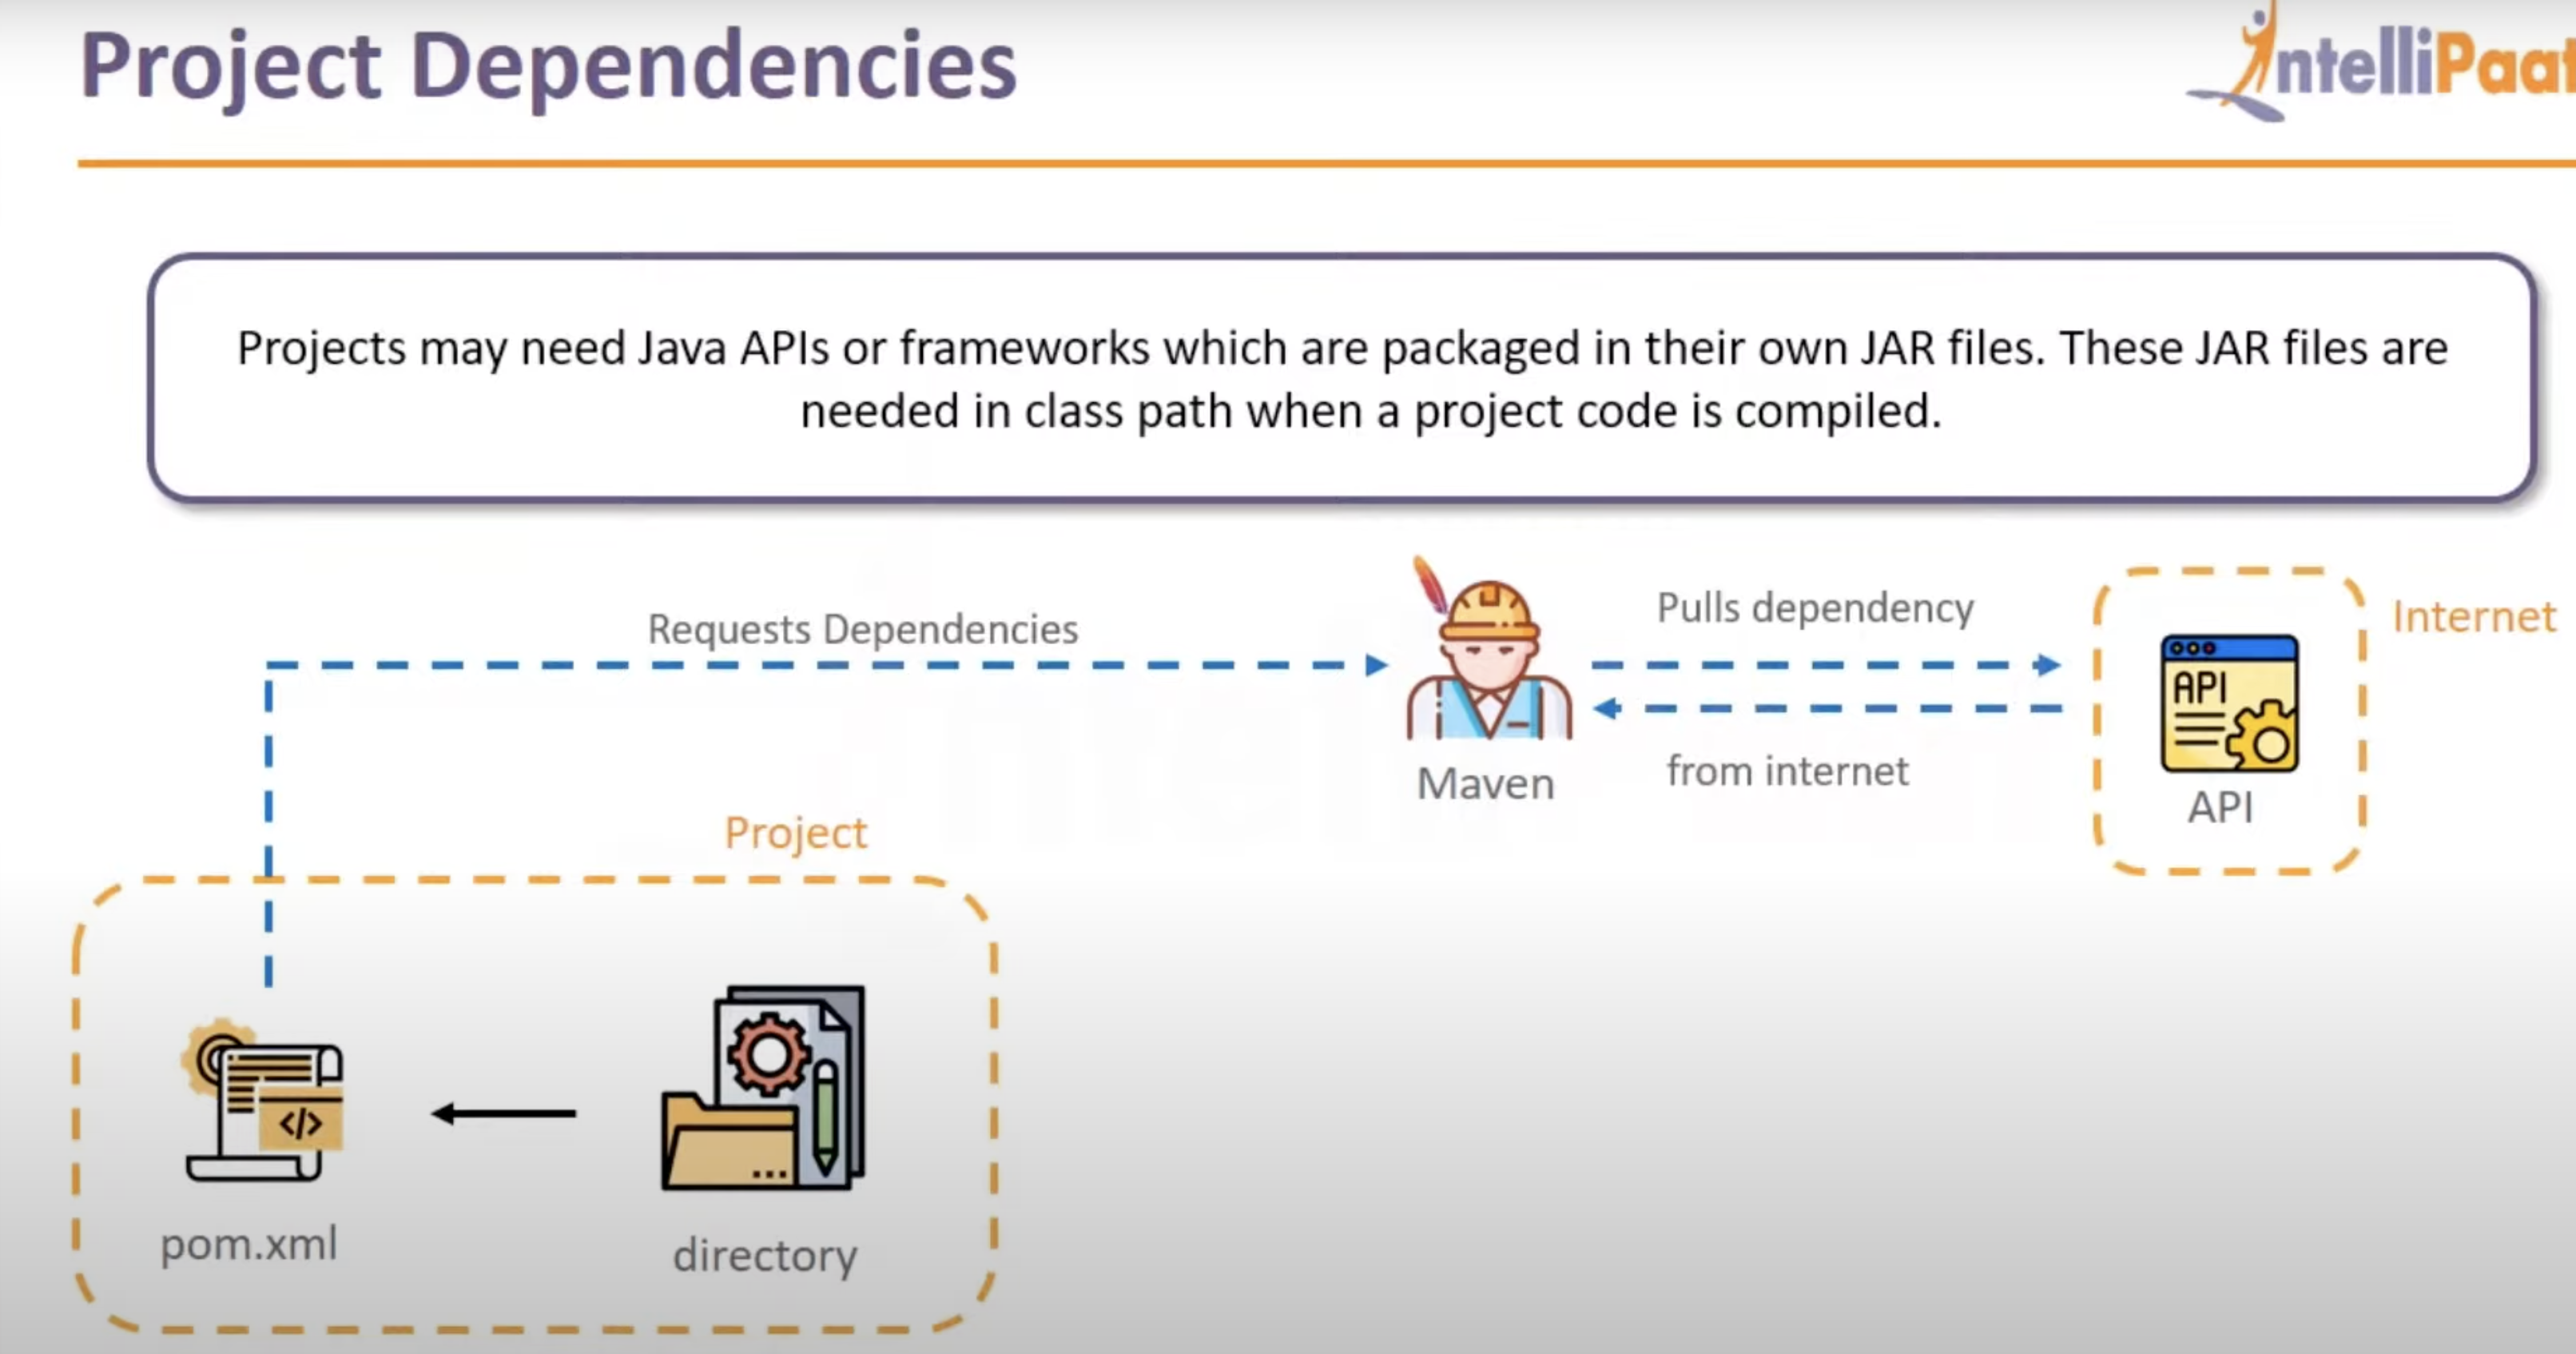 Project Dependencies
IntelliPaat
Projects may need Java APIs or frameworks which are packaged in their own JAR files. These JAR files are
needed in class path when a project code is compiled.
Requests Dependencies
Pulls dependency
Internet
API
Maven
from internet
API
Project
</>
pom.xml
directory